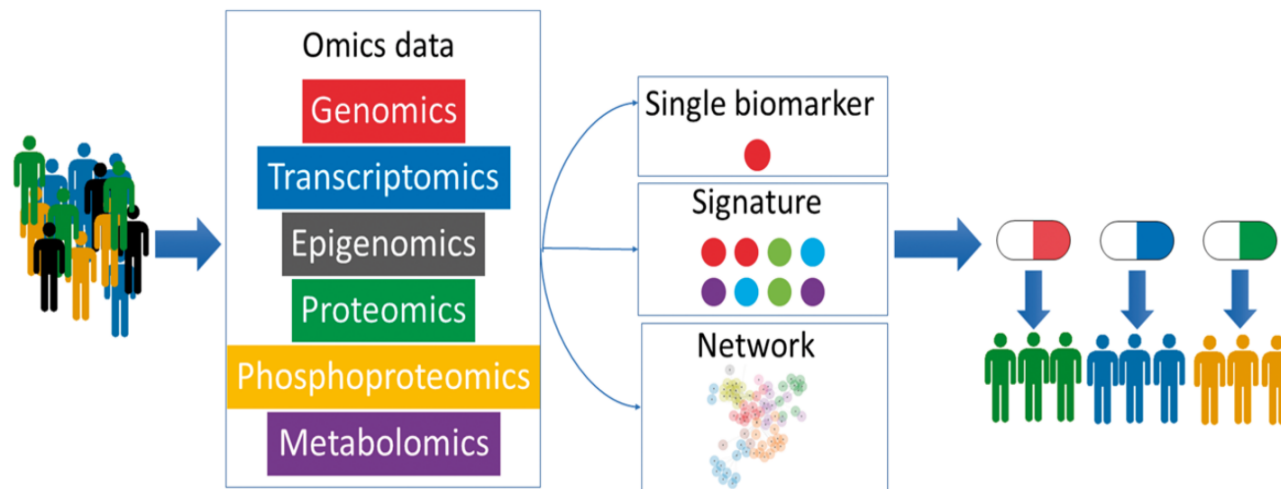 Omics data
Genomics
Transcriptomics
Epigenomics
Proteomics
Phosphoproteomics
Metabolomics
Single biomarker
Signature
Network